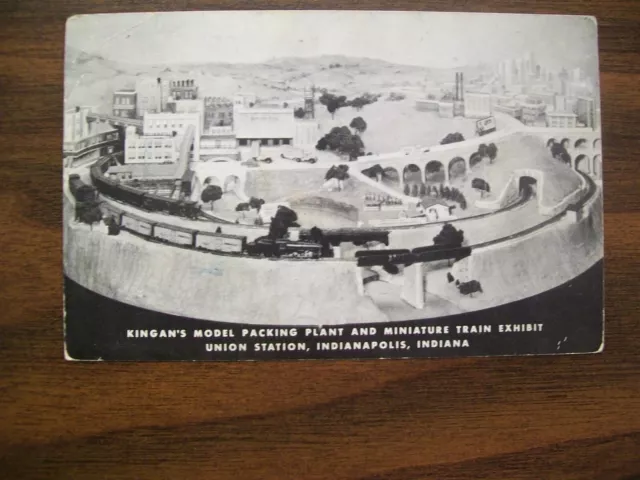 KINGAN'S MODEL PACKING PLANT AND MINIATURE TRAIN EXHIBIT
UNION STATION, INDIANAPOLIS, INDIANA